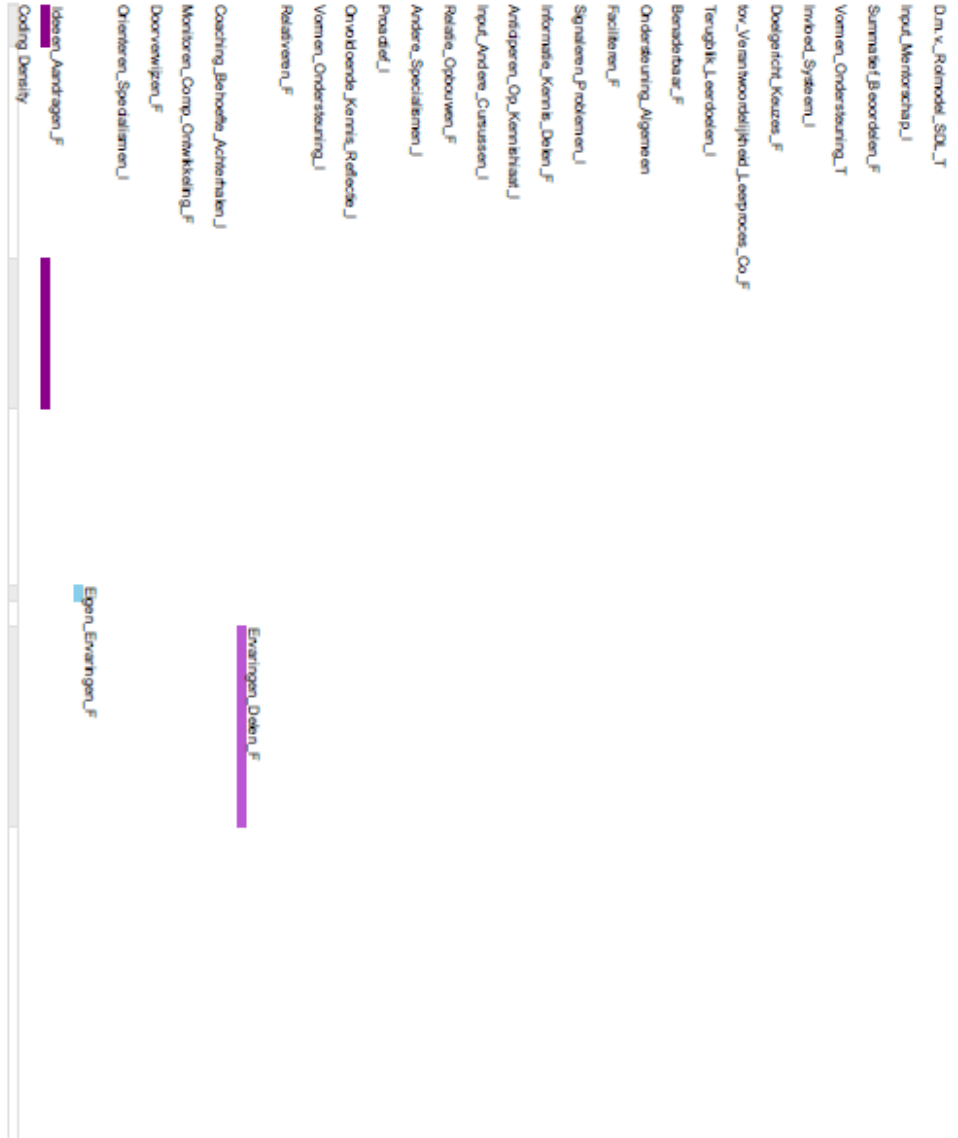 Coding Density
Ideeen_Aandragen_F
Eigen_Ervaringen_F
Orienteren_Specialismen_I
Doorverwijzen_F
Monitoren_Comp_Ontwikkeling_F
Coaching_Behoefte_Achterhalen_I
Ervaringen_Delen_F
Relativeren_F
Vormen_Ondersteuning_I
Onvoldoende_Kennis_Reflectie_I
Proactief_I
Andere_Specialismen_I
Relatie_Opbouwen_F
Input_Andere_Cursussen_I
Anticiperen_Op_Kennishiaat_I
Informatie_Kennis_Delen_F
Signaleren_Problemen_I
Faciliteren_F
Ondersteuning_Algemeen
Benaderbaar_F
Terugblik_Leerdoelen_I
tov_Verantwoordelijkheid_Leerproces_Co_F
Doelgericht_Keuzes_F
Invloed_Systeem_I
Vormen_Ondersteuning_T
Summatief_Beoordelen_F
Input_Mentorschap_I
D.m.v._Rolmodel_SDL_T